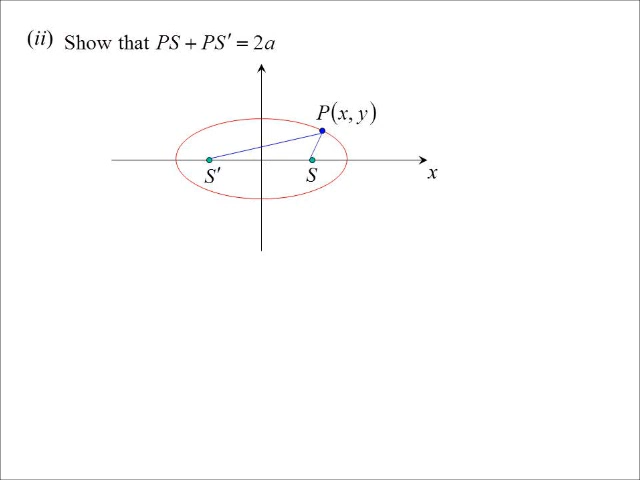 (ii) Show that PS + PS′ = 2a
P(x, y)
S′
S
x